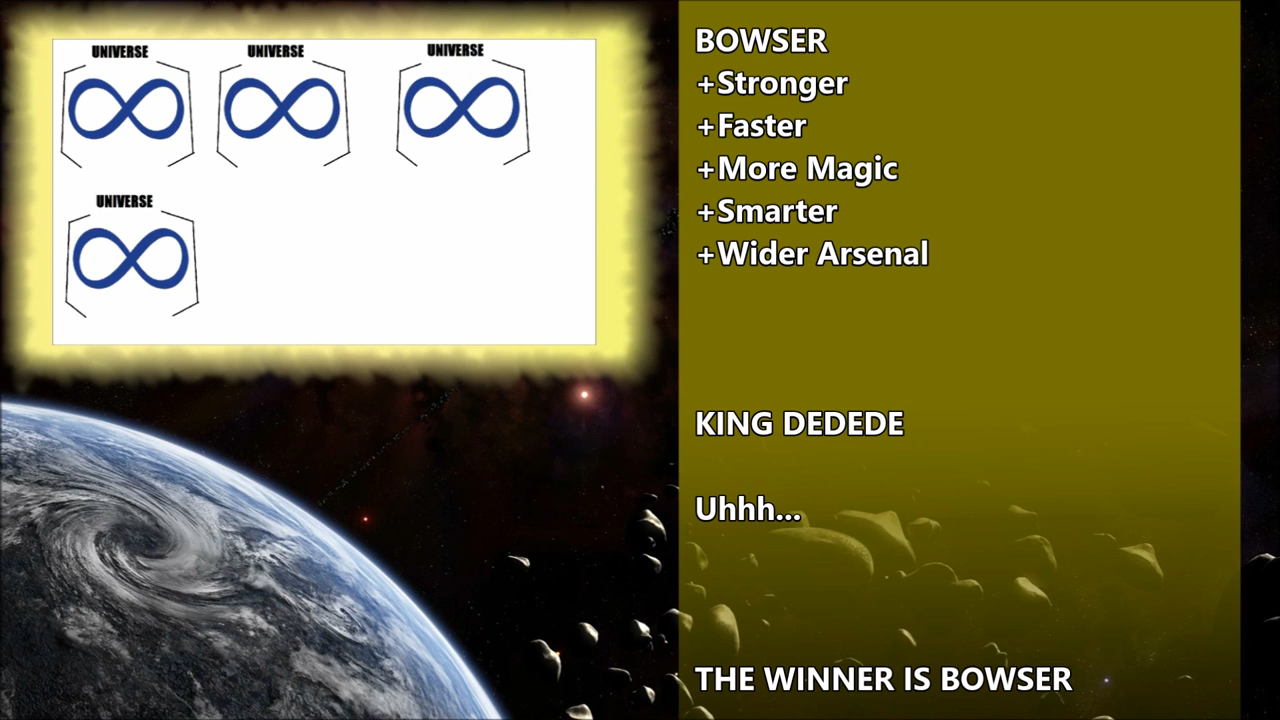 UNIVERSE UNIVERSE UNIVERSE
UNIVERSE
BOWSER
+Stronger
+Faster
+More Magic
+Smarter
+Wider Arsenal
KING DEDEDE
Uhhh...
THE WINNER IS BOWSER